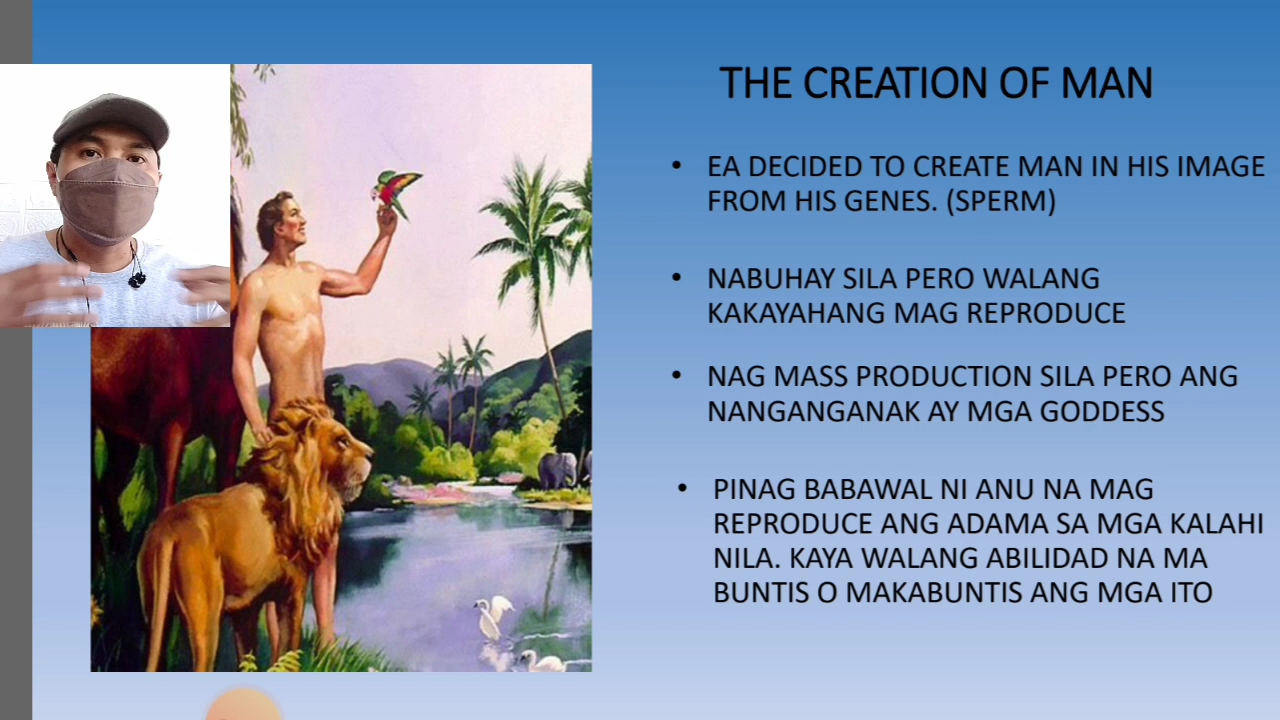 THE CREATION OF MAN
• EA DECIDED TO CREATE MAN IN HIS IMAGE
FROM HIS GENES. (SPERM)
• NABUHAY SILA PERO WALANG
KAKAYAHANG MAG REPRODUCE
• NAG MASS PRODUCTION SILA PERO ANG
NANGANGANAK AY MGA GODDESS
• PINAG BABAWAL NI ANU NA MAG
REPRODUCE ANG ADAMA SA MGA KALAHI
NILA. KAYA WALANG ABILIDAD NA MA
BUNTIS O MAKABUNTIS ANG MGA ITO